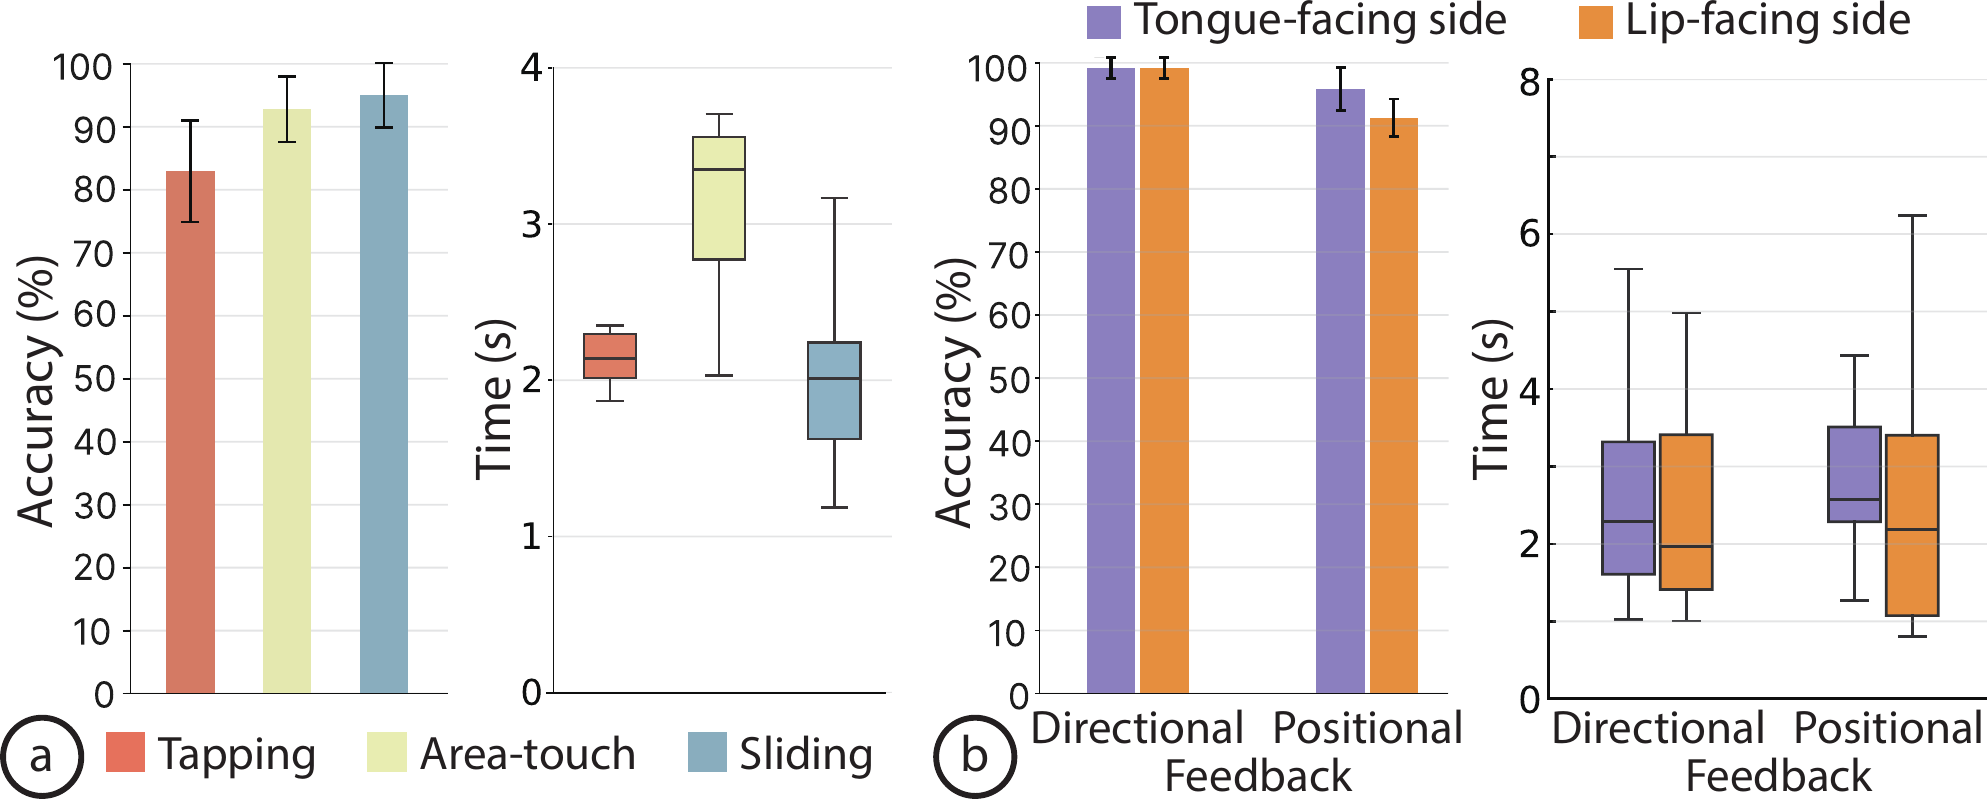 Tongue-facing side Lip-facing side
100
90
80
70
60
50
40
30
20
10
0
Accuracy (%)
4
3
2
1
0
Time (s)
a Tapping Area-touch Sliding
100
90
80
70
60
50
40
30
20
10
0
Accuracy (%)
Directional Positional
Feedback
8
6
4
2
0
Time (s)
Directional Positional
Feedback
b